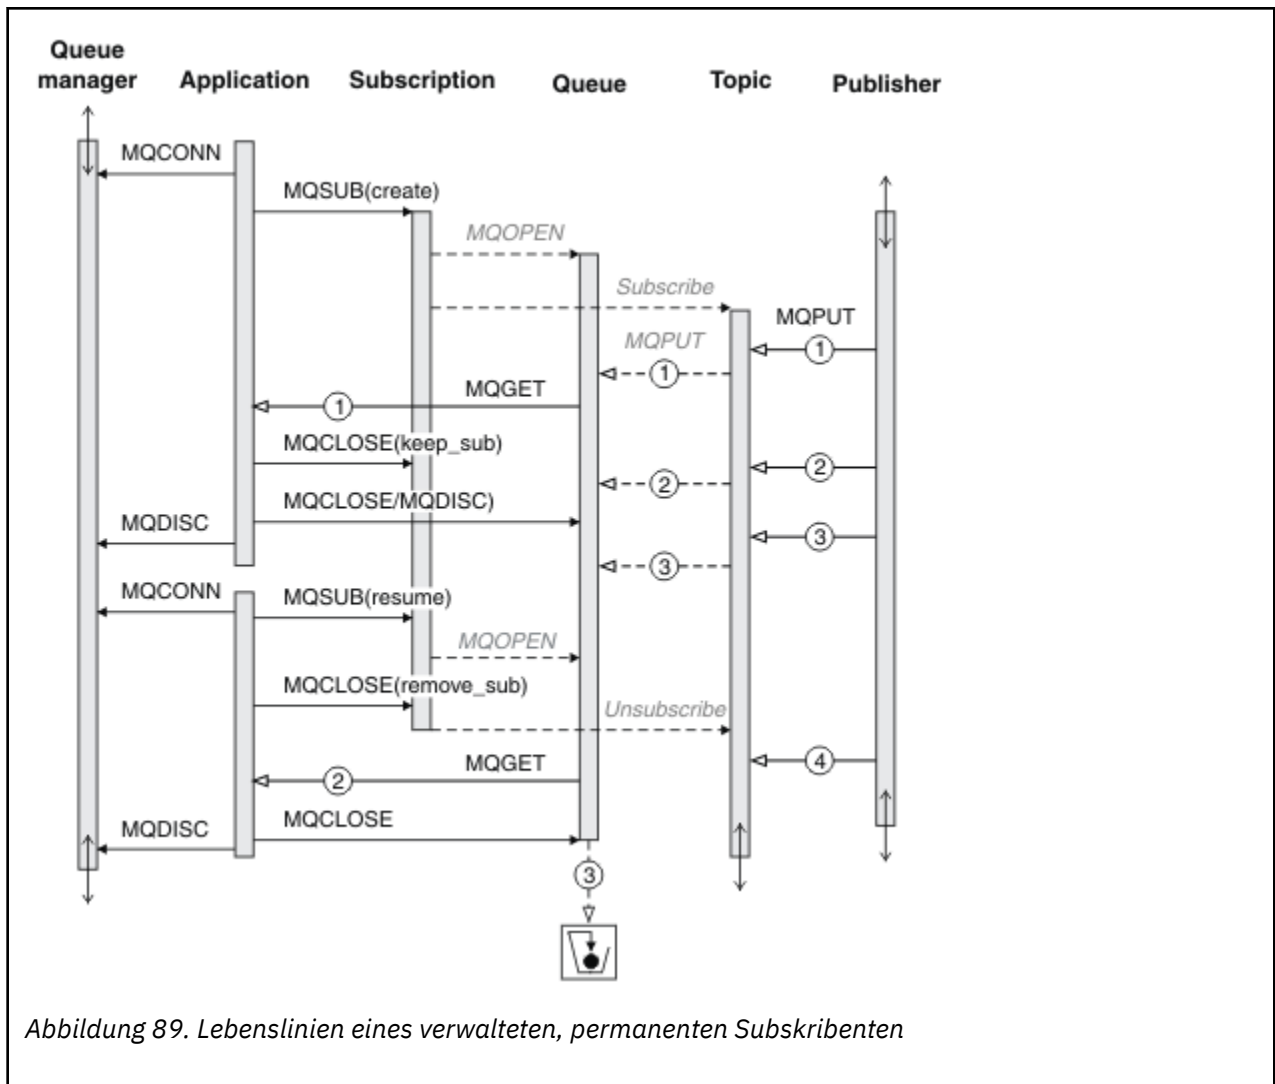 Queue
manager
Application
Subscription
Queue
Topic
Publisher
MQCONN
MQSUB(create)
MQOPEN
Subscribe
MQPUT
1
MQPUT
1
MQGET
1
MQCLOSE(keep_sub)
2
2
MQCLOSE/MQDISC)
MQDISC
3
3
MQCONN
MQSUB(resume)
MQOPEN
MQCLOSE(remove_sub)
Unsubscribe
4
MQGET
2
MQCLOSE
MQDISC
3
Abbildung 89. Lebenslinien eines verwalteten, permanenten Subskribenten